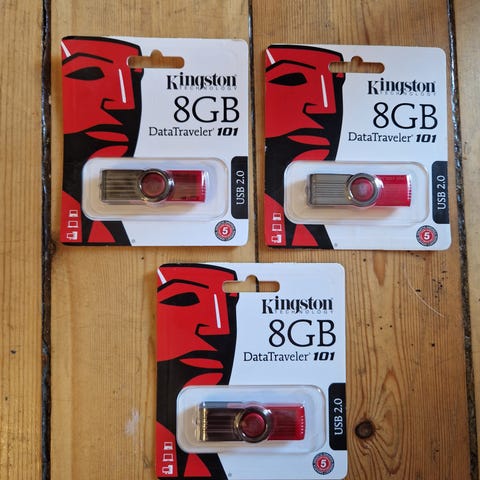 Kingston
TECHNOLOGY
8GB
DataTraveler® 101
USB 2.0
5
Kingston
TECHNOLOGY
8GB
DataTraveler® 101
USB 2.0
5
Kingston
TECHNOLOGY
8GB
DataTraveler® 101
USB 2.0
5